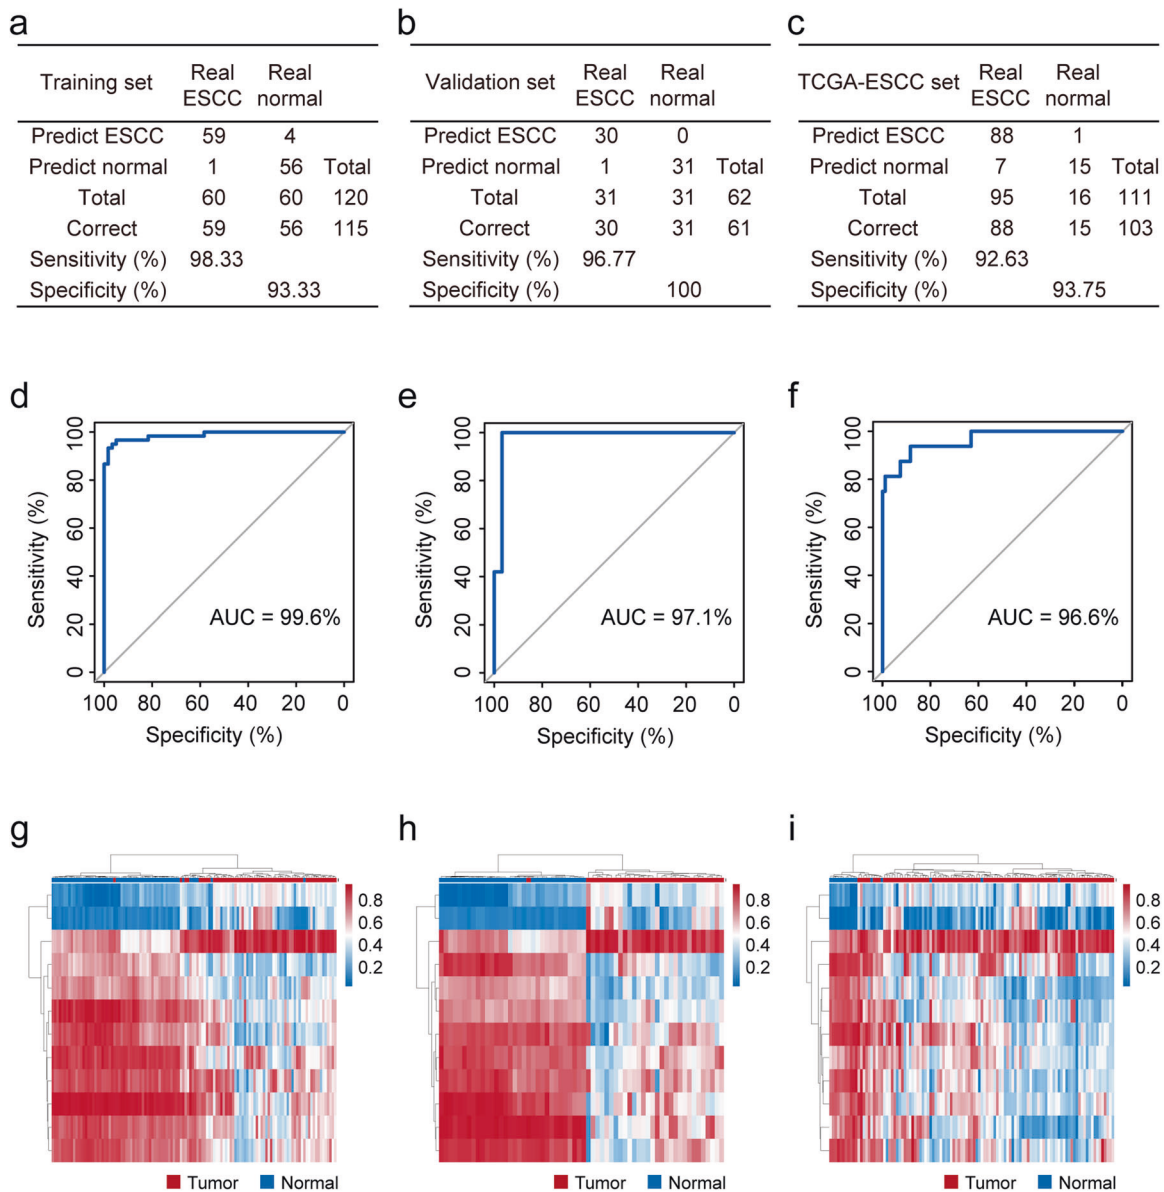 a
Training set Real ESCC Real normal
Predict ESCC 59 4
Predict normal 1 56 Total
Total 60 60 120
Correct 59 56 115
Sensitivity (%) 98.33
Specificity (%) 93.33
b
Validation set Real ESCC Real normal
Predict ESCC 30 0
Predict normal 1 31 Total
Total 31 31 62
Correct 30 31 61
Sensitivity (%) 96.77
Specificity (%) 100
c
TCGA-ESCC set Real ESCC Real normal
Predict ESCC 88 1
Predict normal 7 15 Total
Total 95 16 111
Correct 88 15 103
Sensitivity (%) 92.63
Specificity (%) 93.75
d
Sensitivity (%)
100
80
60
40
20
0
AUC = 99.6%
100 80 60 40 20 0
Specificity (%)
e
Sensitivity (%)
100
80
60
40
20
0
AUC = 97.1%
100 80 60 40 20 0
Specificity (%)
f
Sensitivity (%)
100
80
60
40
20
0
AUC = 96.6%
100 80 60 40 20 0
Specificity (%)
g
0.8
0.6
0.4
0.2
Tumor Normal
h
0.8
0.6
0.4
0.2
Tumor Normal
i
0.8
0.6
0.4
0.2
Tumor Normal